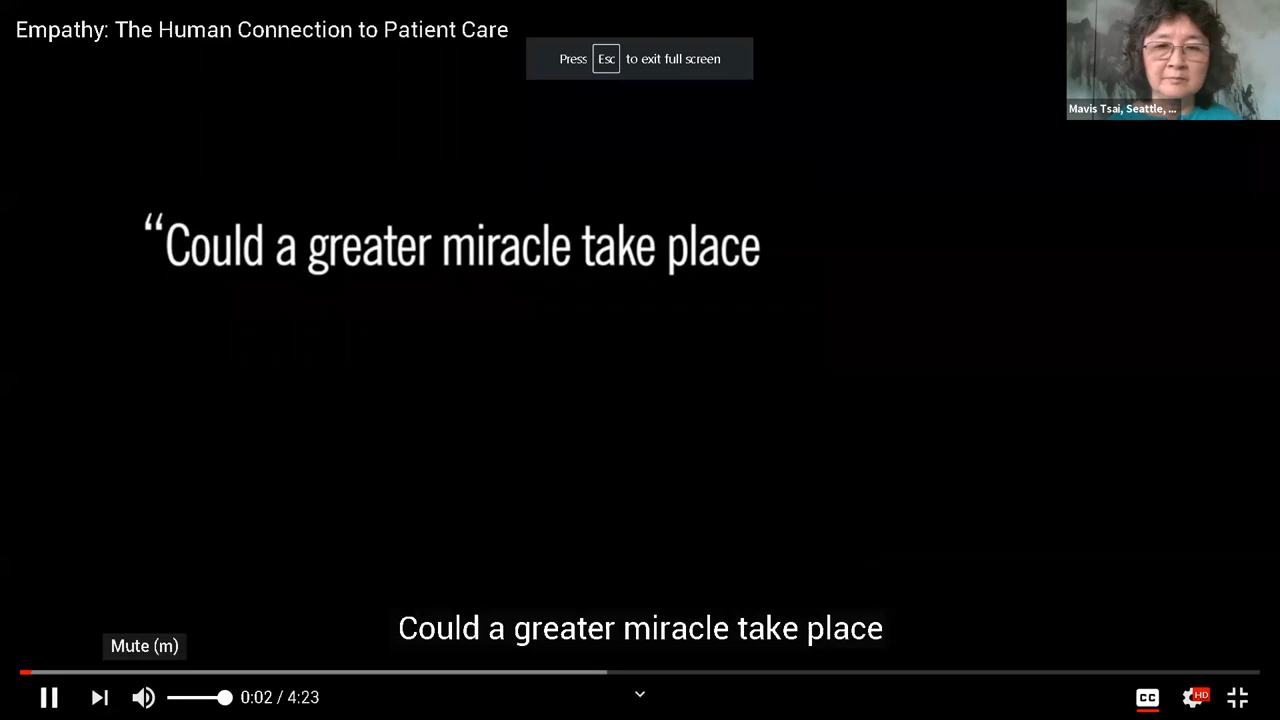 Empathy: The Human Connection to Patient Care
Press Esc to exit full screen
Mavis Tsai, Seattle, ...
“Could a greater miracle take place
Could a greater miracle take place
Mute (m)
0:02 / 4:23
CC
HD